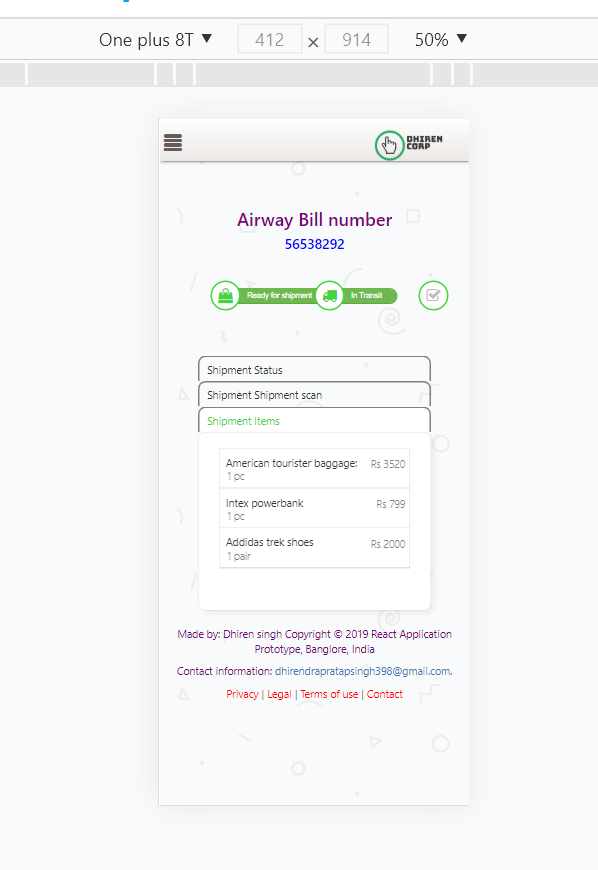 One plus 8T ▼ 412 × 914 50% ▼
DHIREN
CORP
Airway Bill number
56538292
Ready for shipment In Transit
Shipment Status
Shipment Shipment scan
Shipment Items
American tourister baggage: Rs 3520
1 pc
Intex powerbank Rs 799
1 pc
Addidas trek shoes Rs 2000
1 pair
Made by: Dhiren singh Copyright © 2019 React Application
Prototype, Banglore, India
Contact information: dhirendrapratapsingh398@gmail.com.
Privacy | Legal | Terms of use | Contact